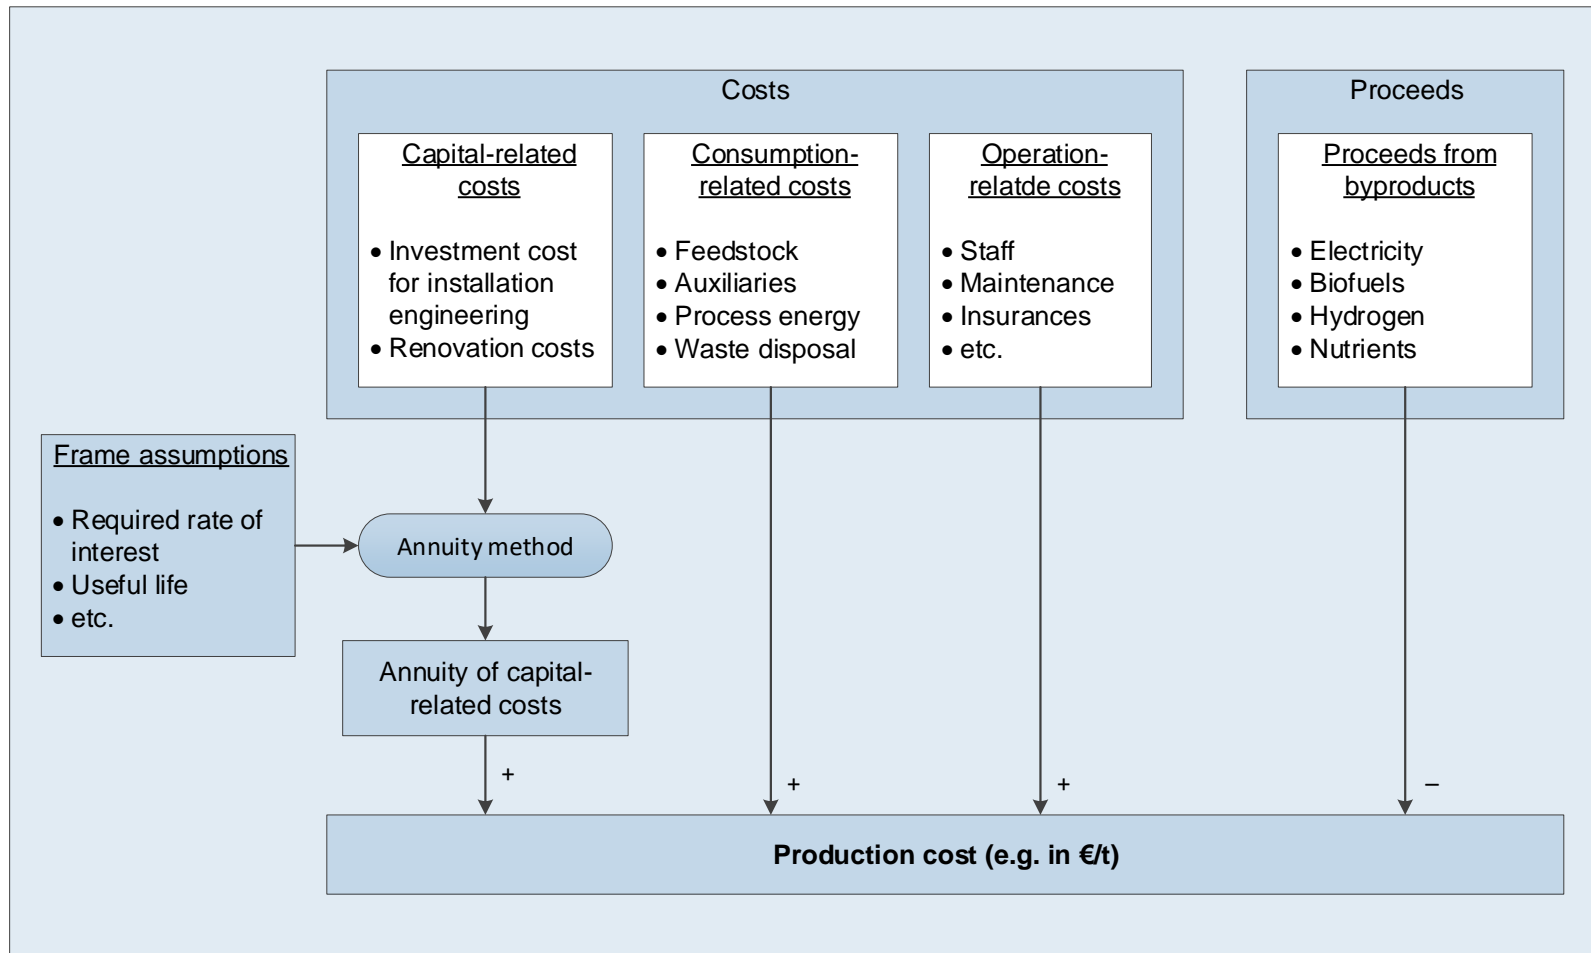 Costs
Capital-related
costs
• Investment cost
for installation
engineering
• Renovation costs
Consumption-
related costs
• Feedstock
• Auxiliaries
• Process energy
• Waste disposal
Operation-
relatde costs
• Staff
• Maintenance
• Insurances
• etc.
Proceeds
Proceeds from
byproducts
• Electricity
• Biofuels
• Hydrogen
• Nutrients
Frame assumptions
• Required rate of
interest
• Useful life
• etc.
Annuity method
Annuity of capital-
related costs
+
+
+
–
Production cost (e.g. in €/t)